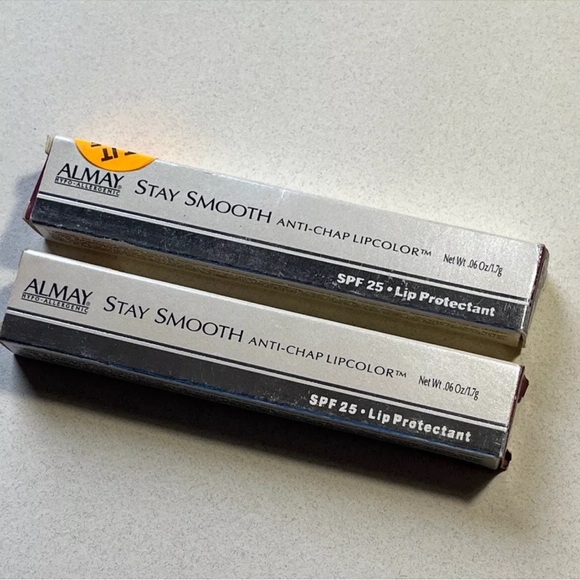 ALMAY®
HYPO-ALLERGENIC
STAY SMOOTH ANTI-CHAP LIPCOLOR™
Net Wt .06 Oz/1.7g
SPF 25 • Lip Protectant
ALMAY®
HYPO-ALLERGENIC
STAY SMOOTH ANTI-CHAP LIPCOLOR™
Net Wt .06 Oz/1.7g
SPF 25 • Lip Protectant